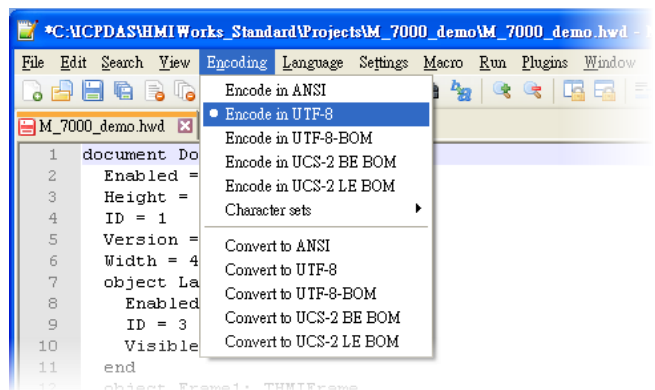 *C:\ICPDAS\HMIWorks_Standard\Projects\M_7000_demo\M_7000_demo.hwd -
File Edit Search View Encoding Language Settings Macro Run Plugins Window
M_7000_demo.hwd
Encode in ANSI
Encode in UTF-8
Encode in UTF-8-BOM
Encode in UCS-2 BE BOM
Encode in UCS-2 LE BOM
Character sets
Convert to ANSI
Convert to UTF-8
Convert to UTF-8-BOM
Convert to UCS-2 BE BOM
Convert to UCS-2 LE BOM
1 document Do
2 Enabled =
3 Height =
4 ID = 1
5 Version =
6 Width = 4
7 object La
8 Enabled
9 ID = 3
10 Visible
11 end
12 object Frame1: THMIFrame